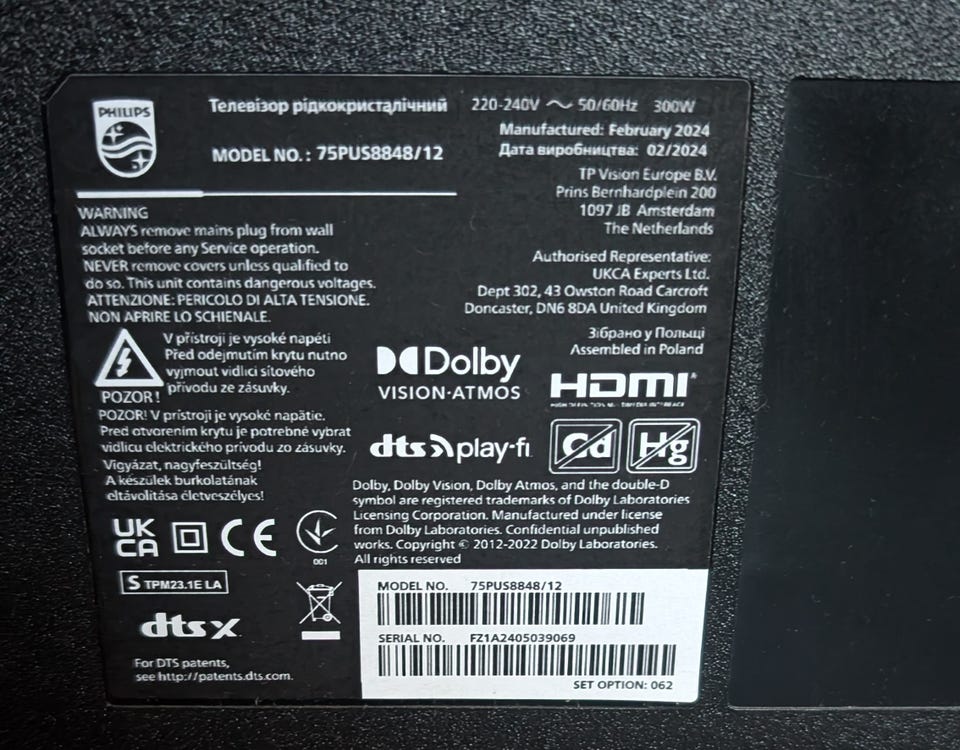 PHILIPS
Телевізор рідкокристалічний 220-240V ~ 50/60Hz 300W
Manufactured: February 2024
MODEL NO.: 75PUS8848/12
Дата виробництва: 02/2024
TP Vision Europe B.V.
Prins Bernhardplein 200
1097 JB Amsterdam
The Netherlands
WARNING
ALWAYS remove mains plug from wall
socket before any Service operation.
NEVER remove covers unless qualified to
do so. This unit contains dangerous voltages.
ATTENZIONE: PERICOLO DI ALTA TENSIONE.
NON APRIRE LO SCHIENALE.
Authorised Representative:
UKCA Experts Ltd.
Dept 302, 43 Owston Road Carcroft
Doncaster, DN6 8DA United Kingdom
Зібрано у Польщі
Assembled in Poland
V přístroji je vysoké napětí
Před odejmutím krytu nutno
vyjmout vidlici síťového
přívodu ze zásuvky.
POZOR!
POZOR! V prístroji je vysoké napätie.
Pred otvorením krytu je potrebné vybrat
vidlicu elektrického prívodu zo zásuvky.
Vigyázat, nagyfeszültség!
A készülek burkolatának
eltávolítása életveszélyes!
Dolby
VISION·ATMOS
HDMI
dts play-fi
Cd Hg
Dolby, Dolby Vision, Dolby Atmos, and the double-D
symbol are registered trademarks of Dolby Laboratories
Licensing Corporation. Manufactured under license
from Dolby Laboratories. Confidential unpublished
works. Copyright © 2012-2022 Dolby Laboratories.
All rights reserved
UK
CA
CE
001
S TPM23.1E LA
dts x
For DTS patents,
see http://patents.dts.com.
MODEL NO. 75PUS8848/12
SERIAL NO. FZ1A2405039069
SET OPTION: 062